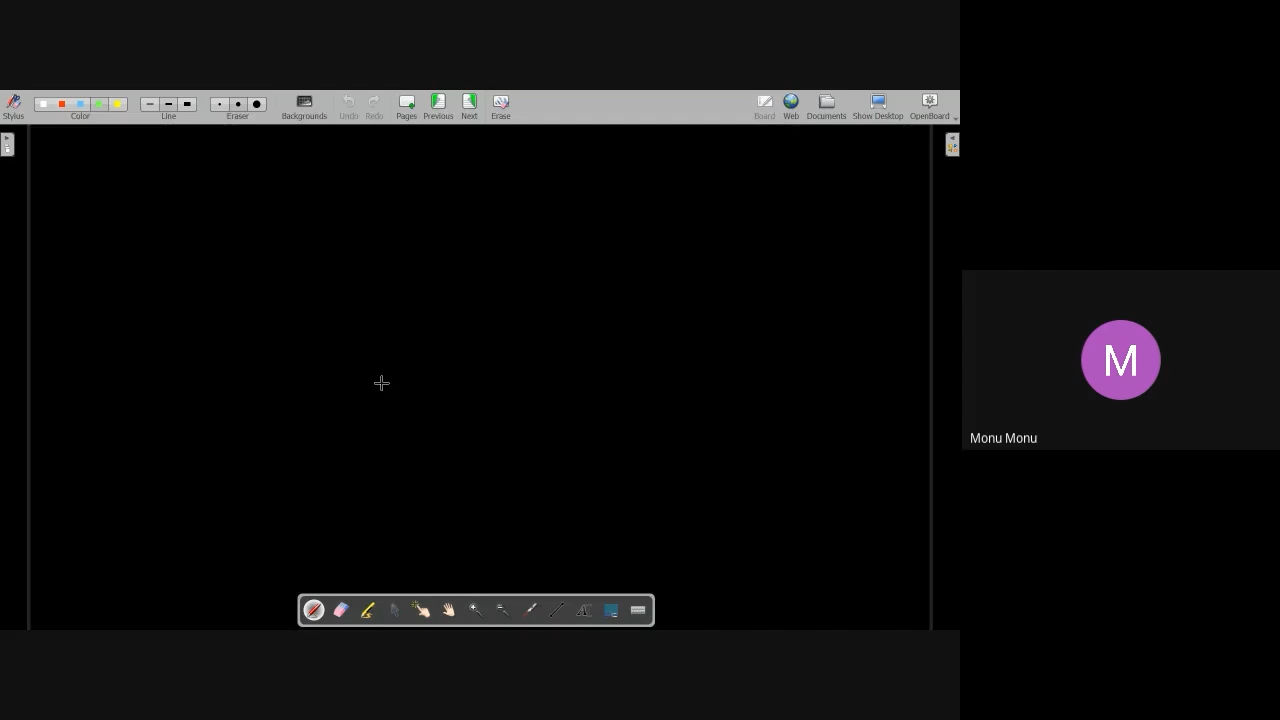 Stylus Color Line Eraser Backgrounds Undo Redo Pages Previous Next Erase Board Web Documents Show Desktop OpenBoard
M
Monu Monu